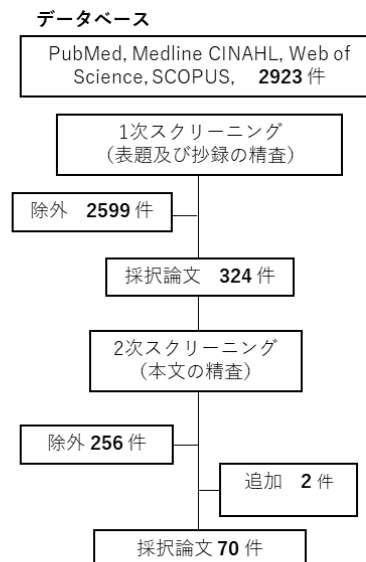 データベース
PubMed, Medline CINAHL, Web of
Science, SCOPUS,　2923 件
1次スクリーニング
（表題及び抄録の精査）
除外　2599 件
採択論文　324 件
2次スクリーニング
（本文の精査）
除外 256 件
追加　2 件
採択論文 70 件